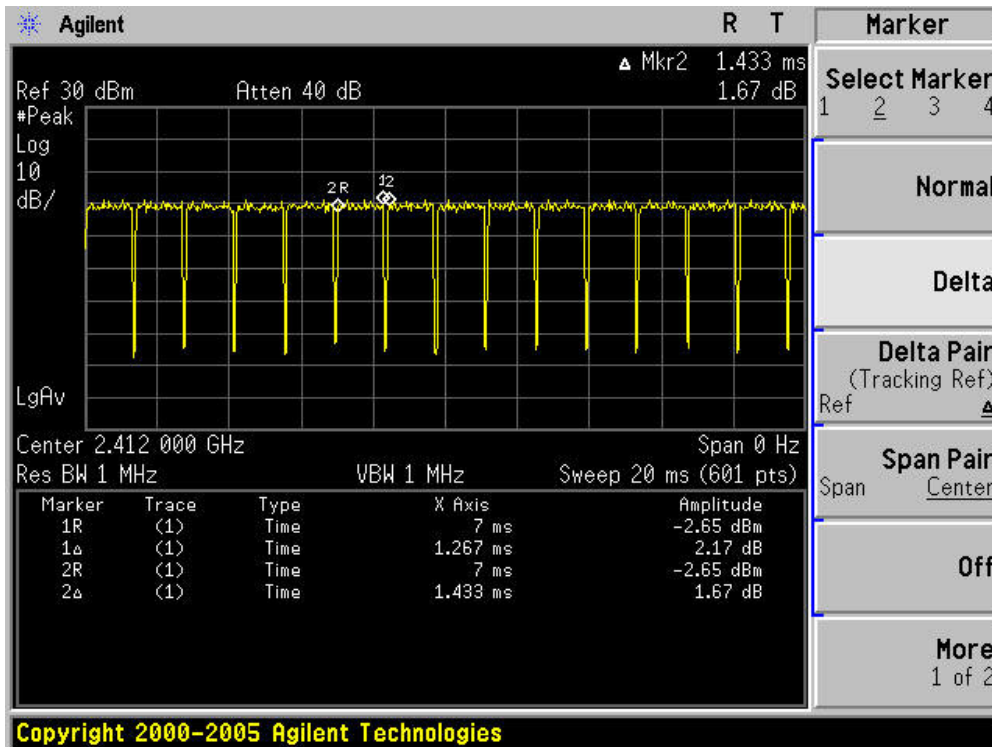 Agilent R T
Δ Mkr2 1.433 ms
Ref 30 dBm Atten 40 dB 1.67 dB
#Peak
Log
10
dB/
2R
1 2
LgAv
Center 2.412 000 GHz Span 0 Hz
Res BW 1 MHz VBW 1 MHz Sweep 20 ms (601 pts)
Marker Trace Type X Axis Amplitude
1R (1) Time 7 ms -2.65 dBm
1Δ (1) Time 1.267 ms 2.17 dB
2R (1) Time 7 ms -2.65 dBm
2Δ (1) Time 1.433 ms 1.67 dB
Copyright 2000-2005 Agilent Technologies
Marker
Select Marker
1 2 3 4
Normal
Delta
Delta Pair
(Tracking Ref)
Ref Δ
Span Pair
Span Center
Off
More
1 of 2